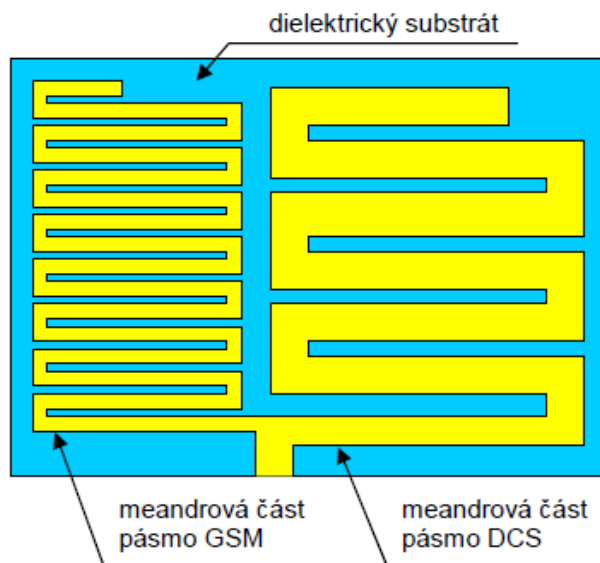 dielektrický substrát
meandrová část
pásmo GSM
meandrová část
pásmo DCS